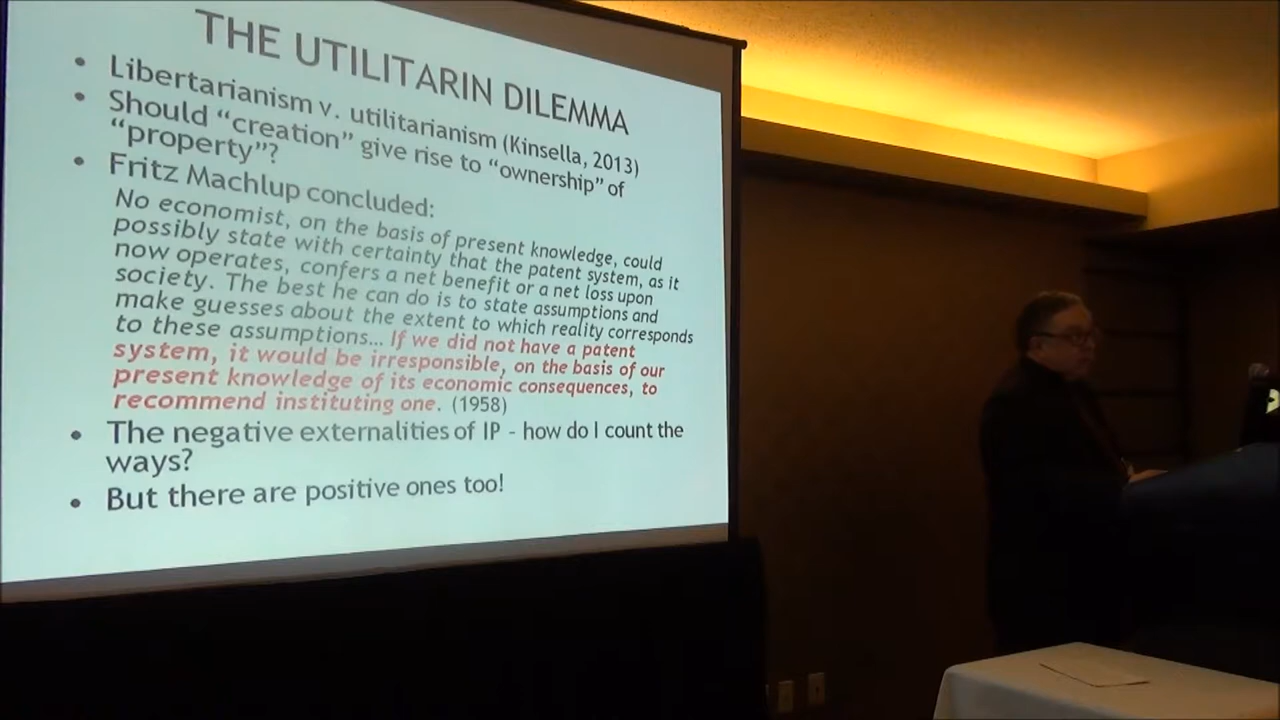 THE UTILITARIN DILEMMA
• Libertarianism v. utilitarianism (Kinsella, 2013)
• Should “creation” give rise to “ownership” of
“property”?
• Fritz Machlup concluded:
No economist, on the basis of present knowledge, could
possibly state with certainty that the patent system, as it
now operates, confers a net benefit or a net loss upon
society. The best he can do is to state assumptions and
make guesses about the extent to which reality corresponds
to these assumptions… If we did not have a patent
system, it would be irresponsible, on the basis of our
present knowledge of its economic consequences, to
recommend instituting one. (1958)
• The negative externalities of IP - how do I count the
ways?
• But there are positive ones too!